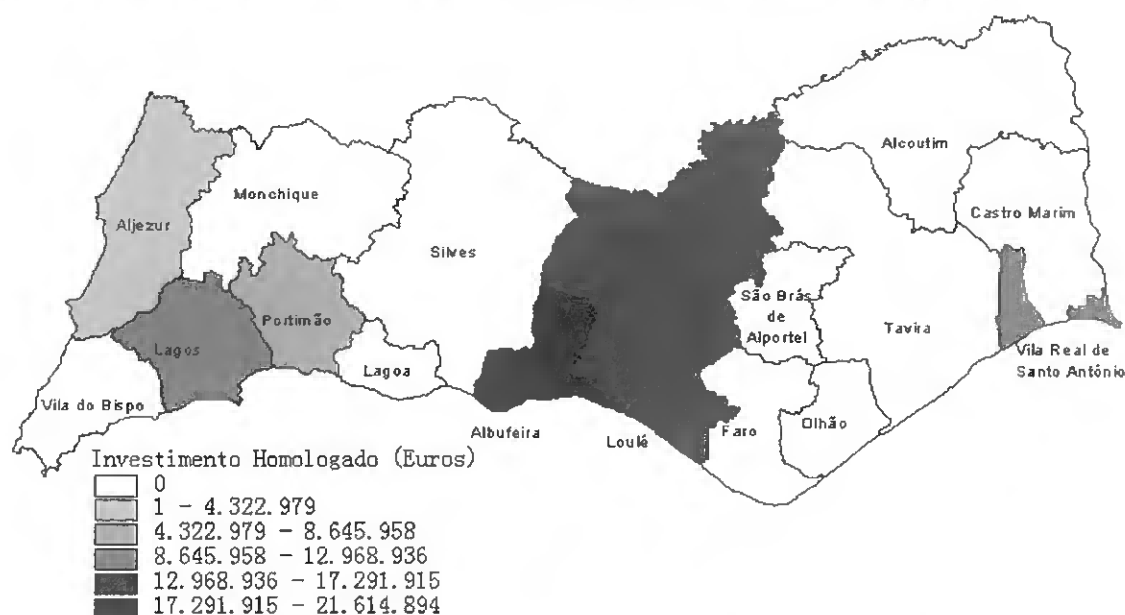 Alcoutim
Monchique
Castro Marim
Aljezur
Silves
São Brás
de
Alportel
Portimão
Tavira
Lagos
Vila Real de
Santo António
Lagoa
Vila do Bispo
Albufeira
Loulé
Faro
Olhão
Investimento Homologado (Euros)
0
1 - 4.322.979
4.322.979 - 8.645.958
8.645.958 - 12.968.936
12.968.936 - 17.291.915
17.291.915 - 21.614.894